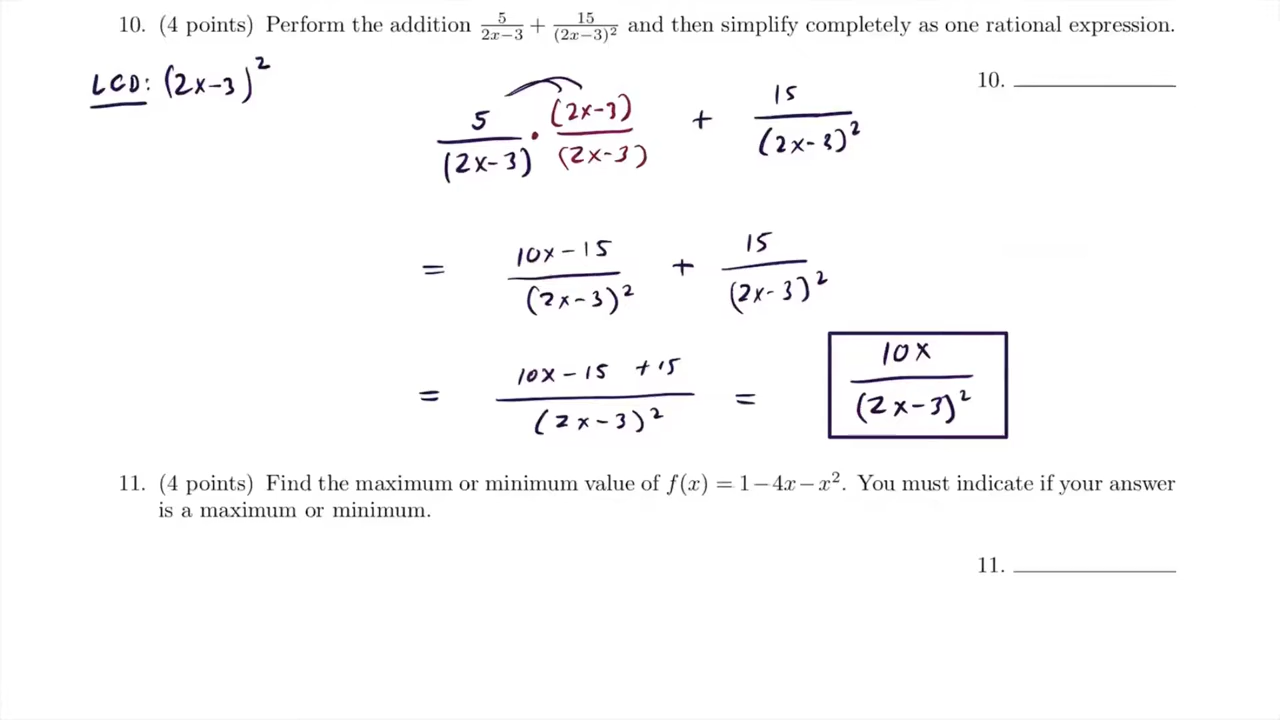 10. (4 points) Perform the addition 5/(2x−3) + 15/(2x−3)² and then simplify completely as one rational expression.
LCD: (2x-3)²
10. ____________
5/(2x-3) · (2x-3)/(2x-3) + 15/(2x-3)²
= (10x-15)/(2x-3)² + 15/(2x-3)²
= (10x-15 +15)/(2x-3)² = 10x/(2x-3)²
11. (4 points) Find the maximum or minimum value of f(x) = 1−4x−x². You must indicate if your answer
is a maximum or minimum.
11. ____________